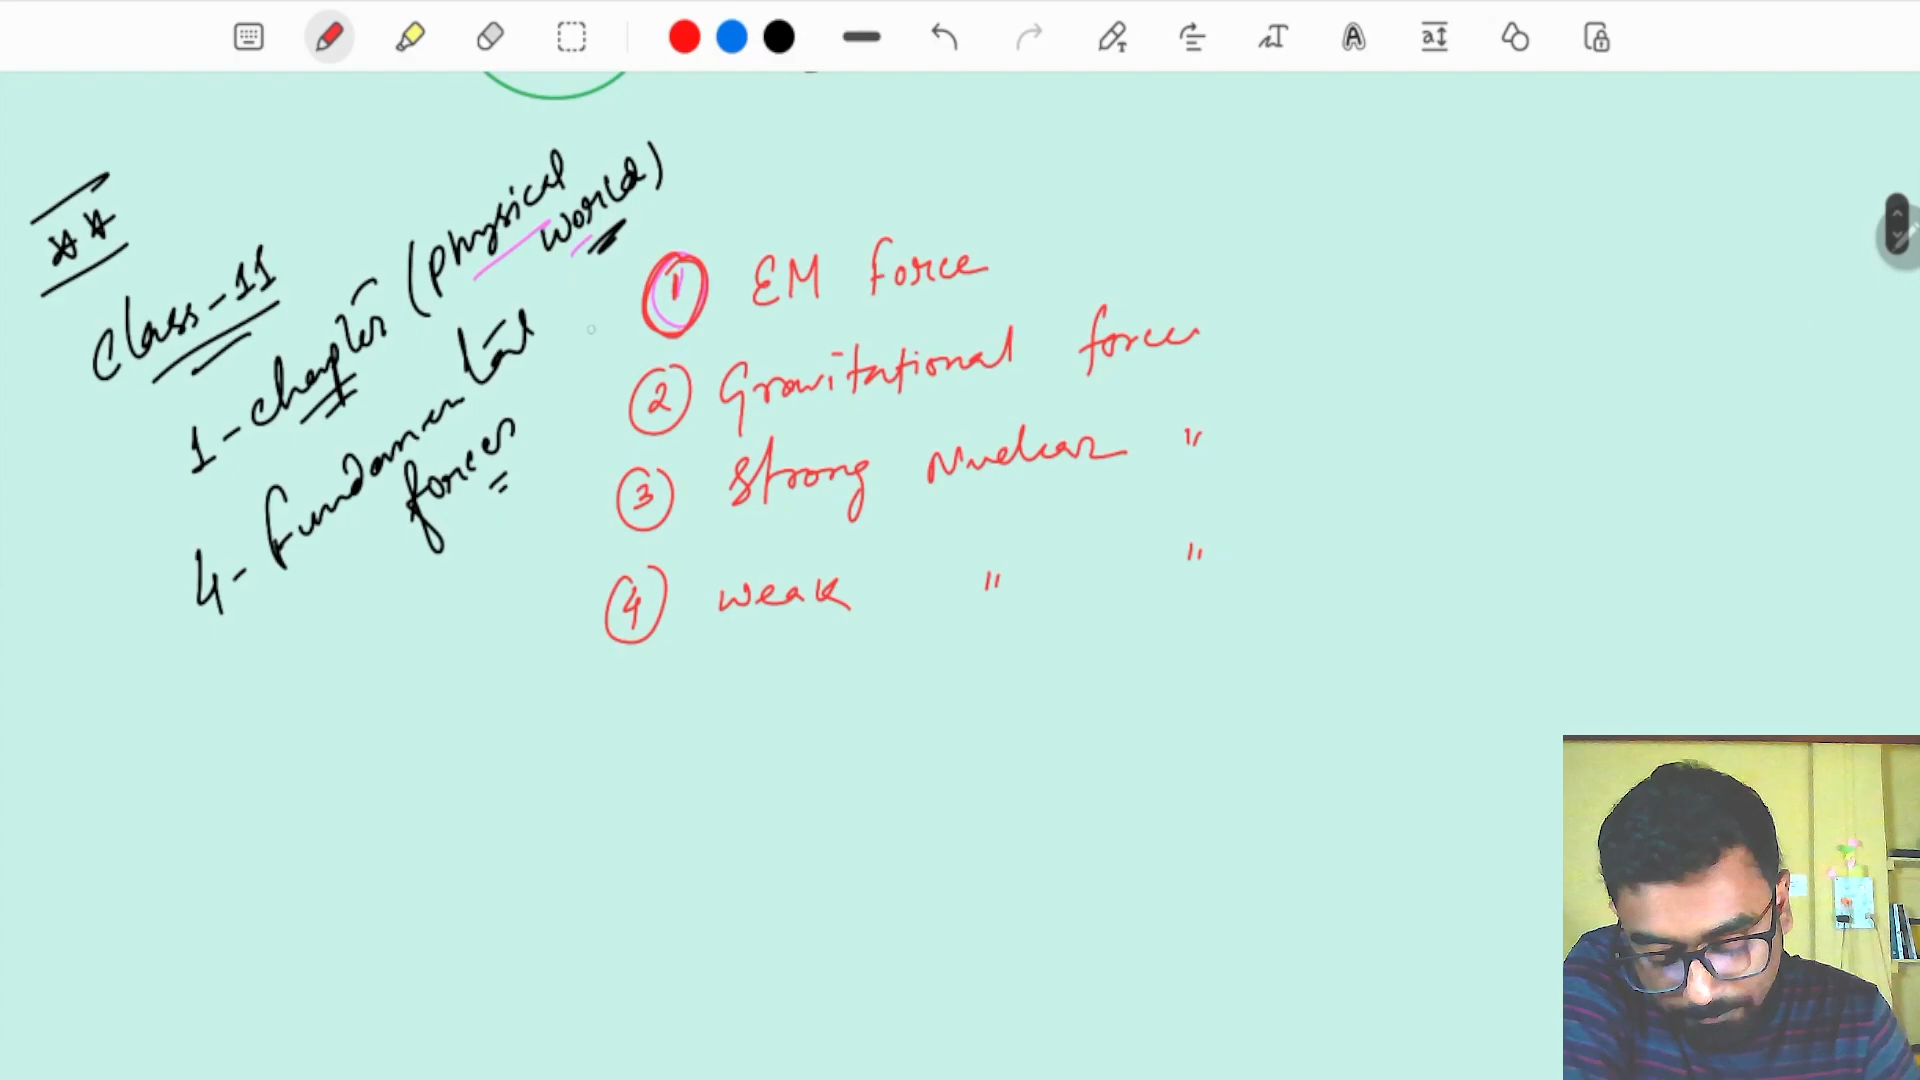 Class-11
1-chapter (physical
world)
4-fundamental
forces
1 EM force
2 Gravitational force
3 Strong Nuclear "
4 weak " "